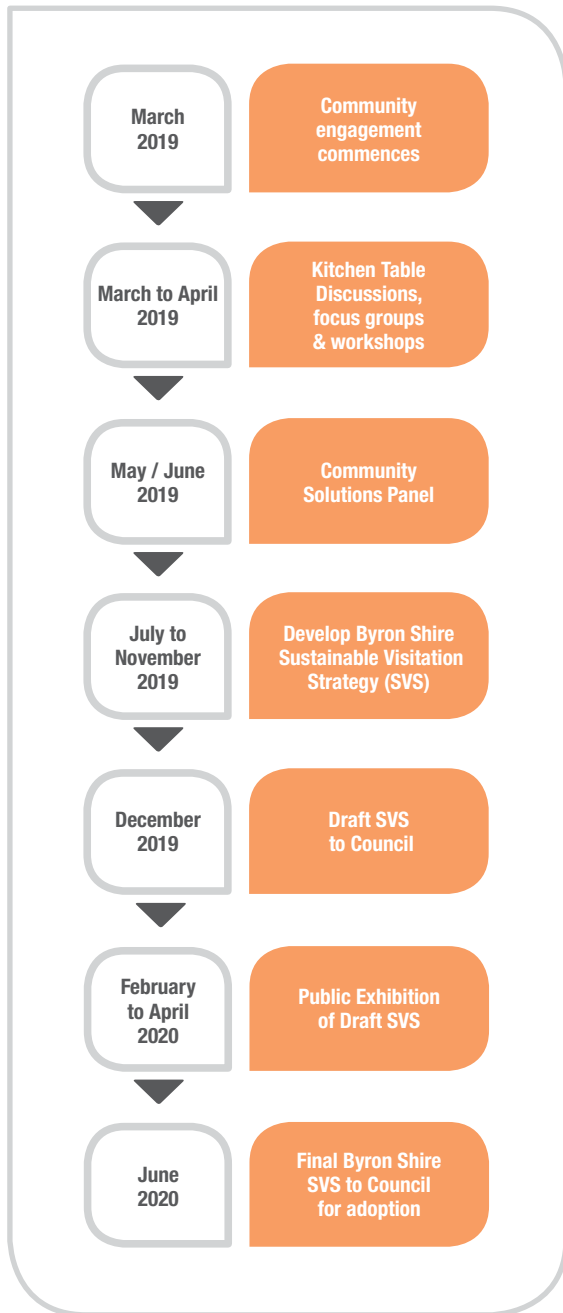 March
2019
Community
engagement
commences
March to April
2019
Kitchen Table
Discussions,
focus groups
& workshops
May / June
2019
Community
Solutions Panel
July to
November
2019
Develop Byron Shire
Sustainable Visitation
Strategy (SVS)
December
2019
Draft SVS
to Council
February
to April
2020
Public Exhibition
of Draft SVS
June
2020
Final Byron Shire
SVS to Council
for adoption